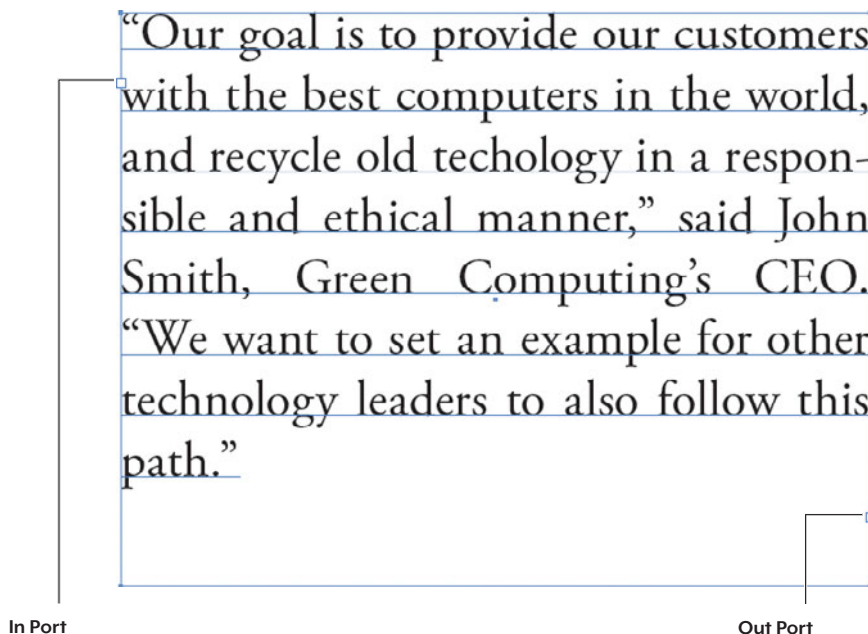 “Our goal is to provide our customers
with the best computers in the world,
and recycle old techology in a respon-
sible and ethical manner,” said John
Smith, Green Computing’s CEO.
“We want to set an example for other
technology leaders to also follow this
path.”
In Port
Out Port